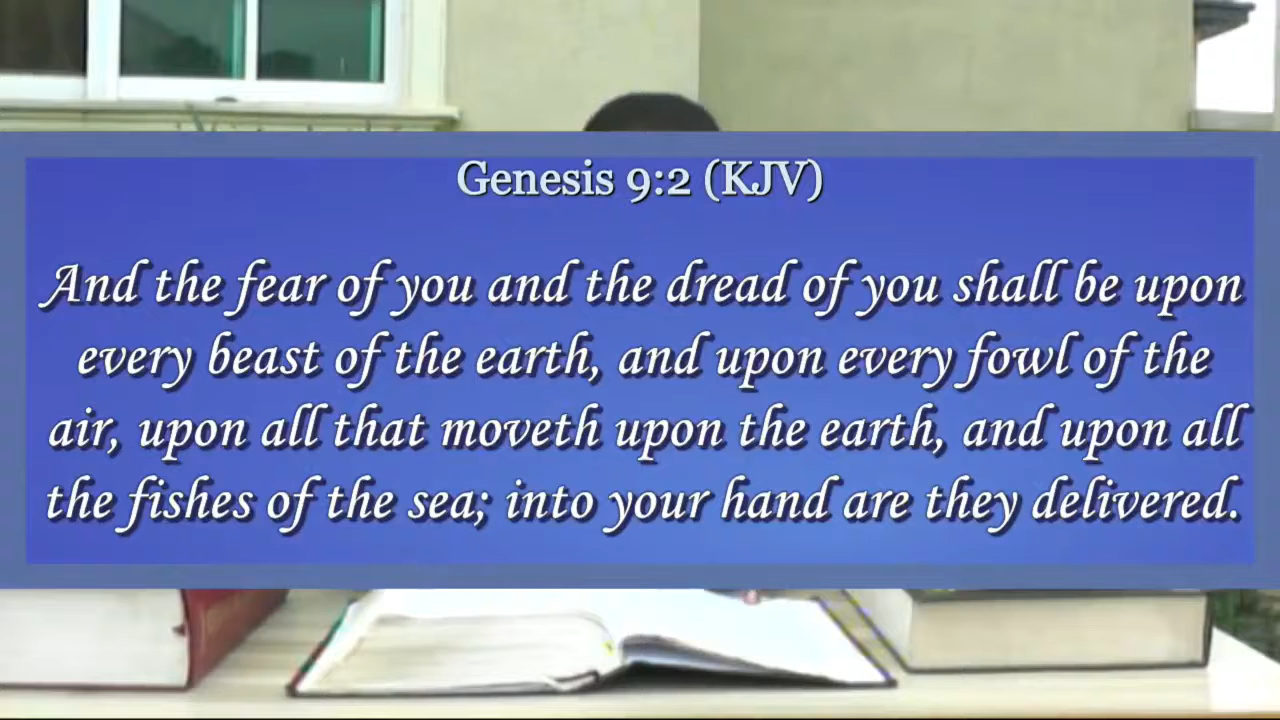 Genesis 9:2 (KJV)
And the fear of you and the dread of you shall be upon
every beast of the earth, and upon every fowl of the
air, upon all that moveth upon the earth, and upon all
the fishes of the sea; into your hand are they delivered.